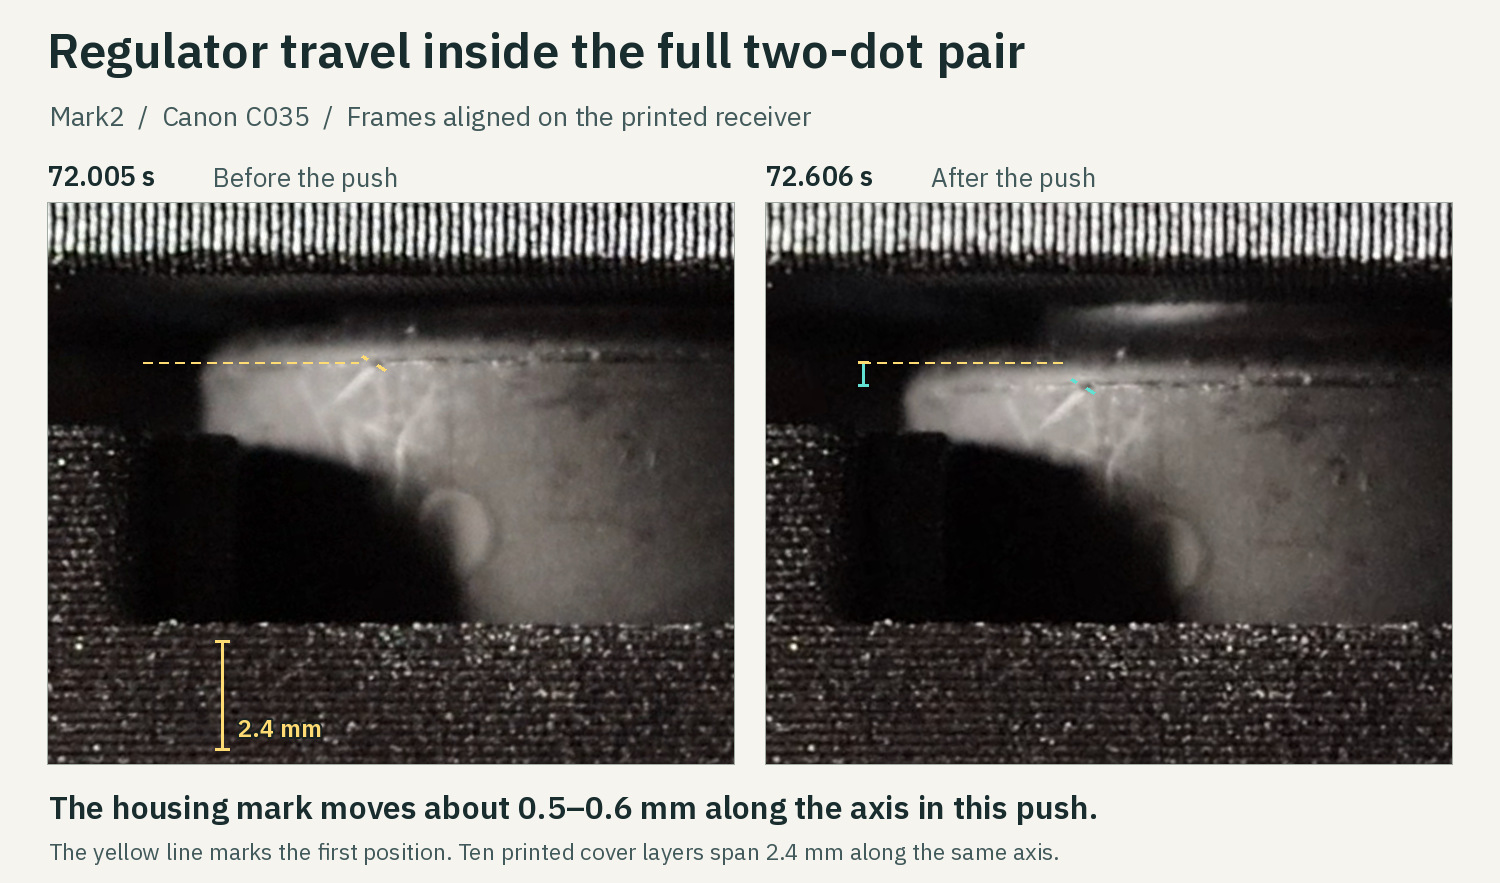 Regulator travel inside the full two-dot pair
Mark2 / Canon C035 / Frames aligned on the printed receiver
72.005 s Before the push
72.606 s After the push
2.4 mm
The housing mark moves about 0.5–0.6 mm along the axis in this push.
The yellow line marks the first position. Ten printed cover layers span 2.4 mm along the same axis.